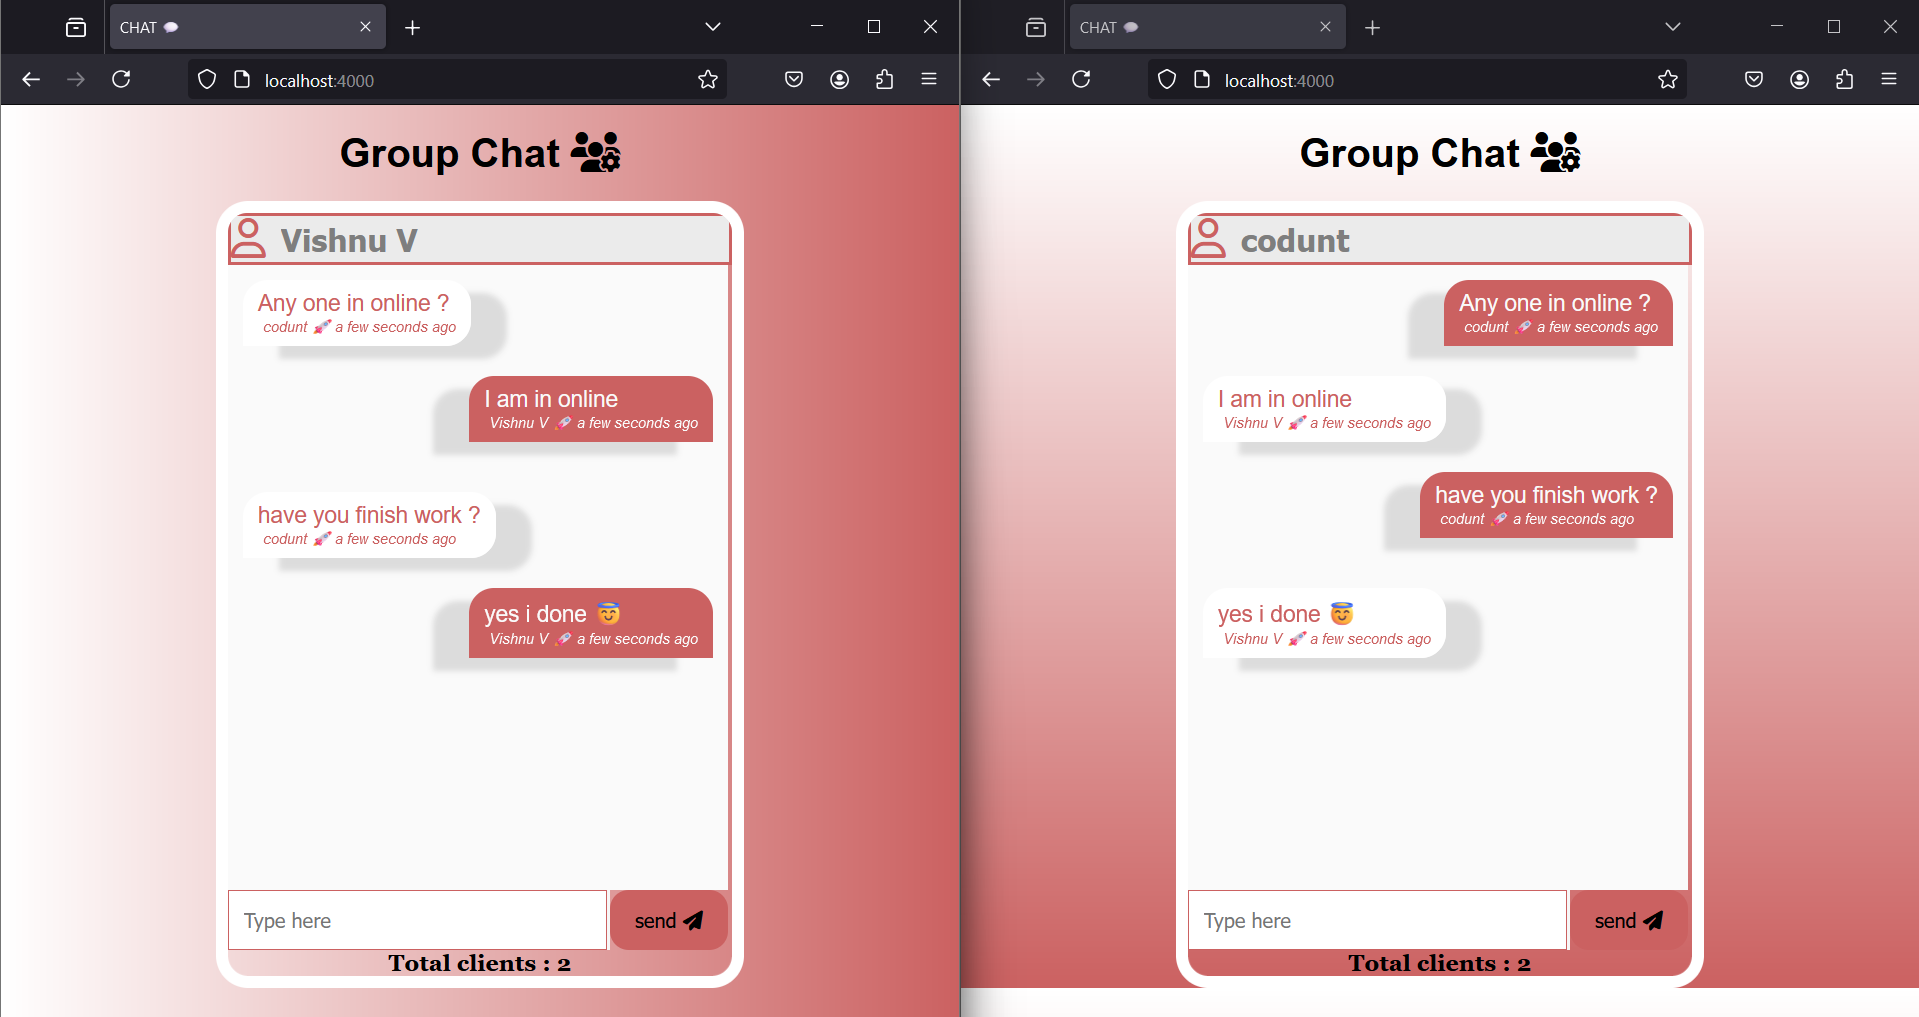 CHAT 💬
localhost:4000
Group Chat
Vishnu V
Any one in online ?
codunt 🚀 a few seconds ago
I am in online
Vishnu V 🚀 a few seconds ago
have you finish work ?
codunt 🚀 a few seconds ago
yes i done 😇
Vishnu V 🚀 a few seconds ago
Type here
send
Total clients : 2
CHAT 💬
localhost:4000
Group Chat
codunt
Any one in online ?
codunt 🚀 a few seconds ago
I am in online
Vishnu V 🚀 a few seconds ago
have you finish work ?
codunt 🚀 a few seconds ago
yes i done 😇
Vishnu V 🚀 a few seconds ago
Type here
send
Total clients : 2